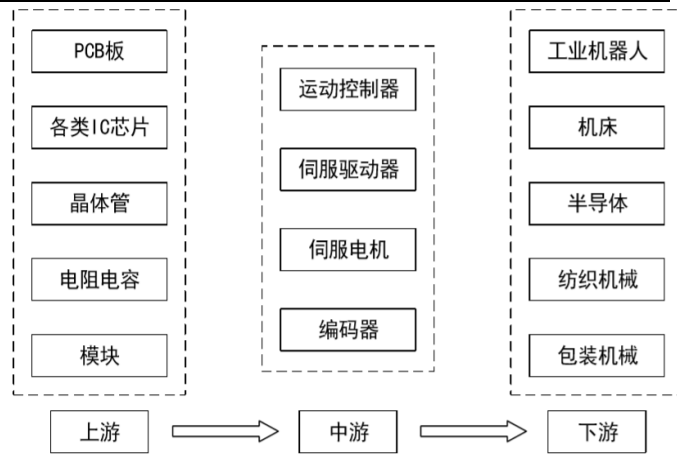 PCB板
各类IC芯片
晶体管
电阻电容
模块
运动控制器
伺服驱动器
伺服电机
编码器
工业机器人
机床
半导体
纺织机械
包装机械
上游
中游
下游